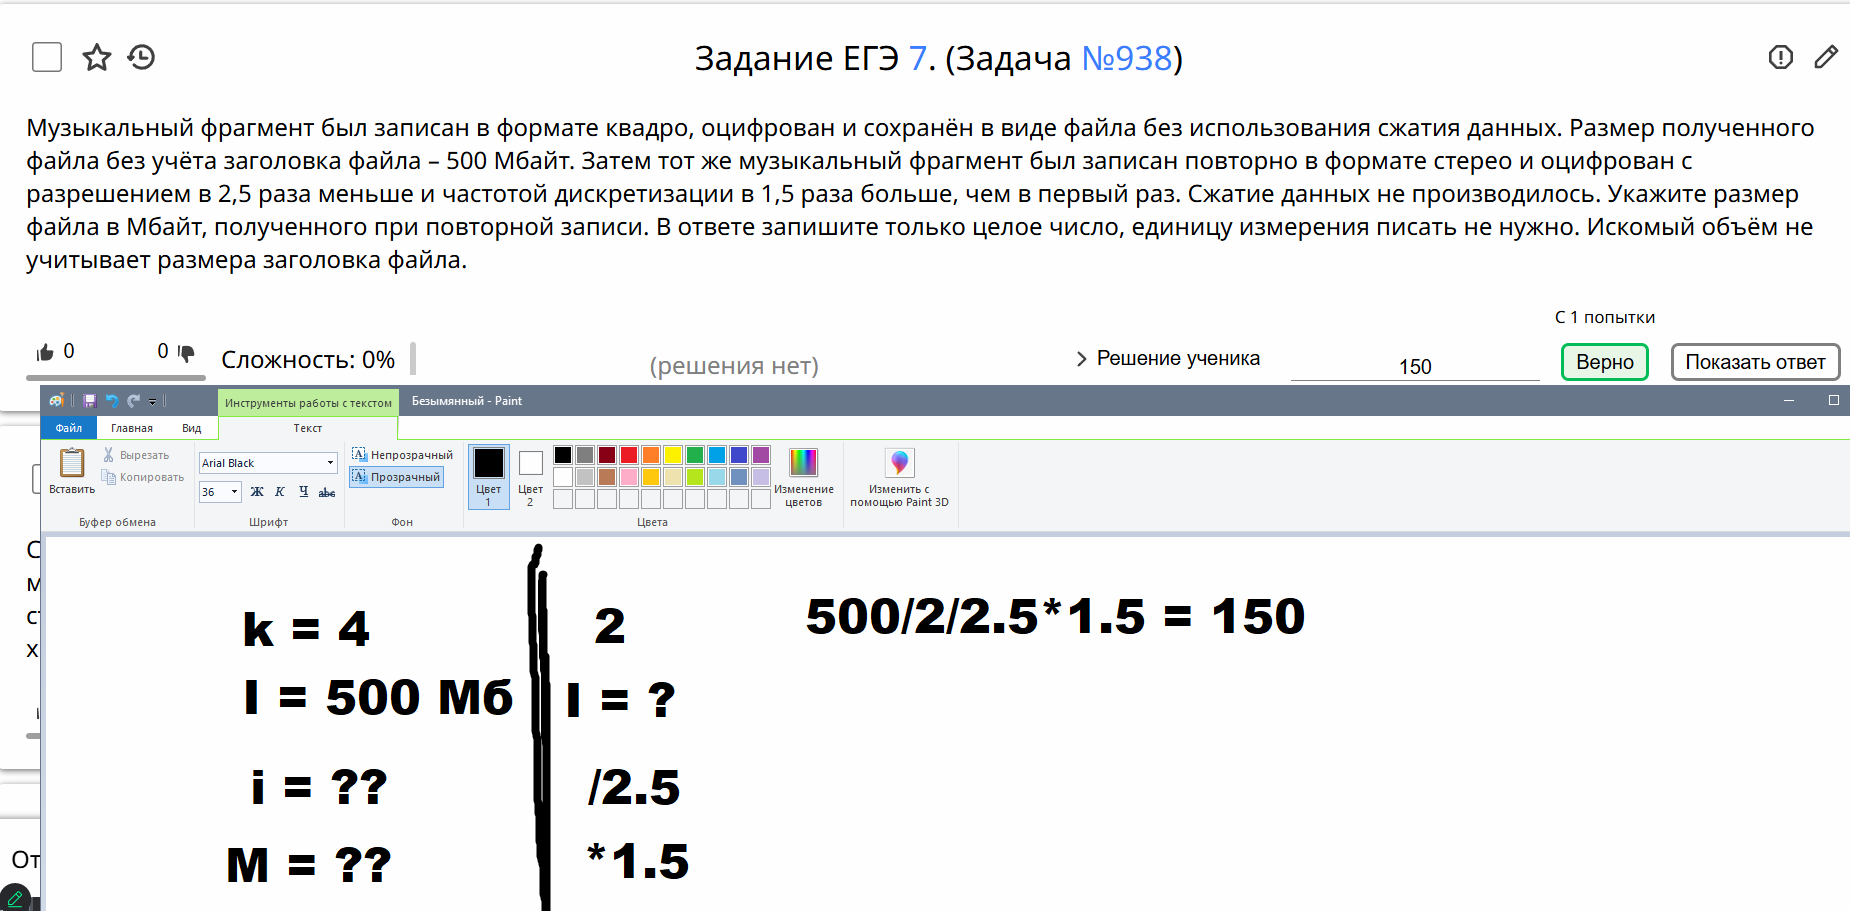 Задание ЕГЭ 7. (Задача №938)
Музыкальный фрагмент был записан в формате квадро, оцифрован и сохранён в виде файла без использования сжатия данных. Размер полученного
файла без учёта заголовка файла – 500 Мбайт. Затем тот же музыкальный фрагмент был записан повторно в формате стерео и оцифрован с
разрешением в 2,5 раза меньше и частотой дискретизации в 1,5 раза больше, чем в первый раз. Сжатие данных не производилось. Укажите размер
файла в Мбайт, полученного при повторной записи. В ответе запишите только целое число, единицу измерения писать не нужно. Искомый объём не
учитывает размера заголовка файла.
С 1 попытки
0 0 Сложность: 0% (решения нет) Решение ученика 150 Верно Показать ответ
Инструменты работы с текстом Безымянный - Paint
Файл Главная Вид Текст
Вставить
Вырезать
Копировать
Буфер обмена
Arial Black
36 Ж К Ч abc
Шрифт
Непрозрачный
Прозрачный
Фон
Цвет 1
Цвет 2
Изменение цветов
Цвета
Изменить с помощью Paint 3D
k = 4 2 500/2/2.5*1.5 = 150
I = 500 Мб I = ?
i = ?? /2.5
M = ?? *1.5
С
м
ст
х
От